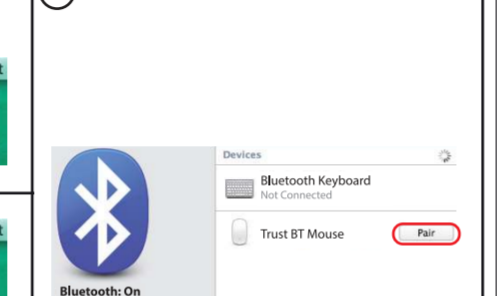 t
Devices
Bluetooth Keyboard
Not Connected
Trust BT Mouse
Pair
t
Bluetooth: On